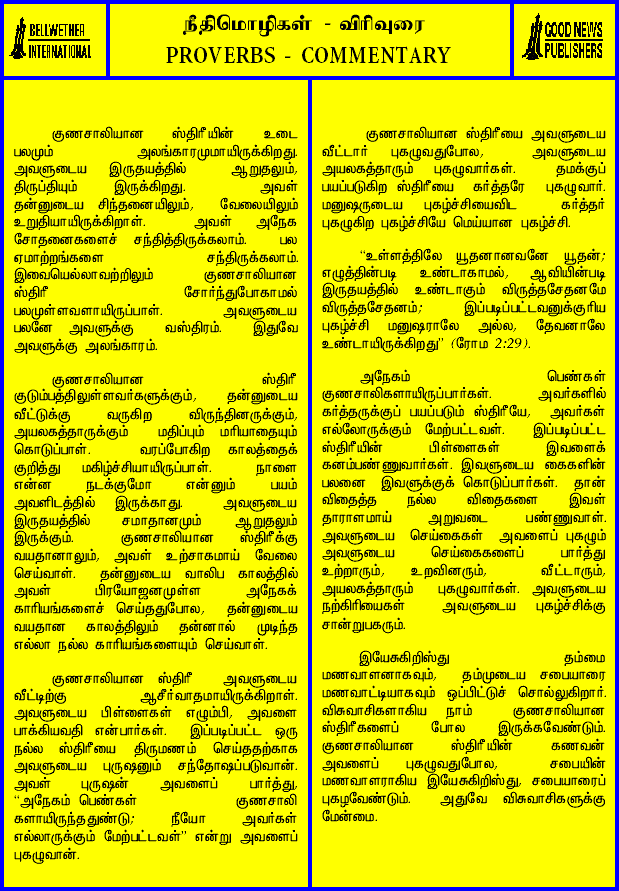 BELLWETHER
INTERNATIONAL
நீதிமொழிகள் - விரிவுரை
PROVERBS - COMMENTARY
GOOD NEWS
PUBLISHERS
குணசாலியான ஸ்திரீயின் உடை
பலமும் அலங்காரமுமாயிருக்கிறது.
அவளுடைய இருதயத்தில் ஆறுதலும்,
திருப்தியும் இருக்கிறது. அவள்
தன்னுடைய சிந்தனையிலும், வேலையிலும்
உறுதியாயிருக்கிறாள். அவள் அநேக
சோதனைகளைச் சந்தித்திருக்கலாம். பல
ஏமாற்றங்களை சந்திருக்கலாம்.
இவையெல்லாவற்றிலும் குணசாலியான
ஸ்திரீ சோர்ந்துபோகாமல்
பலமுள்ளவளாயிருப்பாள். அவளுடைய
பலனே அவளுக்கு வஸ்திரம். இதுவே
அவளுக்கு அலங்காரம்.
குணசாலியான ஸ்திரீ
குடும்பத்திலுள்ளவர்களுக்கும், தன்னுடைய
வீட்டுக்கு வருகிற விருந்தினருக்கும்,
அயலகத்தாருக்கும் மதிப்பும் மரியாதையும்
கொடுப்பாள். வரப்போகிற காலத்தைக்
குறித்து மகிழ்ச்சியாயிருப்பாள். நாளை
என்ன நடக்குமோ என்னும் பயம்
அவளிடத்தில் இருக்காது. அவளுடைய
இருதயத்தில் சமாதானமும் ஆறுதலும்
இருக்கும். குணசாலியான ஸ்திரீக்கு
வயதானாலும், அவள் உற்சாகமாய் வேலை
செய்வாள். தன்னுடைய வாலிப காலத்தில்
அவள் பிரயோஜனமுள்ள அநேகக்
காரியங்களைச் செய்ததுபோல, தன்னுடைய
வயதான காலத்திலும் தன்னால் முடிந்த
எல்லா நல்ல காரியங்களையும் செய்வாள்.
குணசாலியான ஸ்திரீ அவளுடைய
வீட்டிற்கு ஆசீர்வாதமாயிருக்கிறாள்.
அவளுடைய பிள்ளைகள் எழும்பி, அவளை
பாக்கியவதி என்பார்கள். இப்படிப்பட்ட ஒரு
நல்ல ஸ்திரீயை திருமணம் செய்ததற்காக
அவளுடைய புருஷனும் சந்தோஷப்படுவான்.
அவள் புருஷன் அவளைப் பார்த்து,
“அநேகம் பெண்கள் குணசாலி
களாயிருந்ததுண்டு; நீயோ அவர்கள்
எல்லாருக்கும் மேற்பட்டவள்” என்று அவளைப்
புகழுவான்.
குணசாலியான ஸ்திரீயை அவளுடைய
வீட்டார் புகழுவதுபோல, அவளுடைய
அயலகத்தாரும் புகழுவார்கள். தமக்குப்
பயப்படுகிற ஸ்திரீயை கர்த்தரே புகழுவார்.
மனுஷருடைய புகழ்ச்சியைவிட கர்த்தர்
புகழுகிற புகழ்ச்சியே மெய்யான புகழ்ச்சி.
“உள்ளத்திலே யூதனானவனே யூதன்;
எழுத்தின்படி உண்டாகாமல், ஆவியின்படி
இருதயத்தில் உண்டாகும் விருத்தசேதனமே
விருத்தசேதனம்; இப்படிப்பட்டவனுக்குரிய
புகழ்ச்சி மனுஷராலே அல்ல, தேவனாலே
உண்டாயிருக்கிறது” (ரோம 2:29).
அநேகம் பெண்கள்
குணசாலிகளாயிருப்பார்கள். அவர்களில்
கர்த்தருக்குப் பயப்படும் ஸ்திரீயே, அவர்கள்
எல்லோருக்கும் மேற்பட்டவள். இப்படிப்பட்ட
ஸ்திரீயின் பிள்ளைகள் இவளைக்
கனம்பண்ணுவார்கள். இவளுடைய கைகளின்
பலனை இவளுக்குக் கொடுப்பார்கள். தான்
விதைத்த நல்ல விதைகளை இவள்
தாராளமாய் அறுவடை பண்ணுவாள்.
அவளுடைய செய்கைகள் அவளைப் புகழும்
அவளுடைய செய்கைகளைப் பார்த்து
உற்றாரும், உறவினரும், வீட்டாரும்,
அயலகத்தாரும் புகழுவார்கள். அவளுடைய
நற்கிரியைகள் அவளுடைய புகழ்ச்சிக்கு
சான்றுபகரும்.
இயேசுகிறிஸ்து தம்மை
மணவாளனாகவும், தம்முடைய சபையாரை
மணவாட்டியாகவும் ஒப்பிட்டுச் சொல்லுகிறார்.
விசுவாசிகளாகிய நாம் குணசாலியான
ஸ்திரீகளைப் போல இருக்கவேண்டும்.
குணசாலியான ஸ்திரீயின் கணவன்
அவளைப் புகழுவதுபோல, சபையின்
மணவாளராகிய இயேசுகிறிஸ்து, சபையாரைப்
புகழவேண்டும். அதுவே விசுவாசிகளுக்கு
மேன்மை.